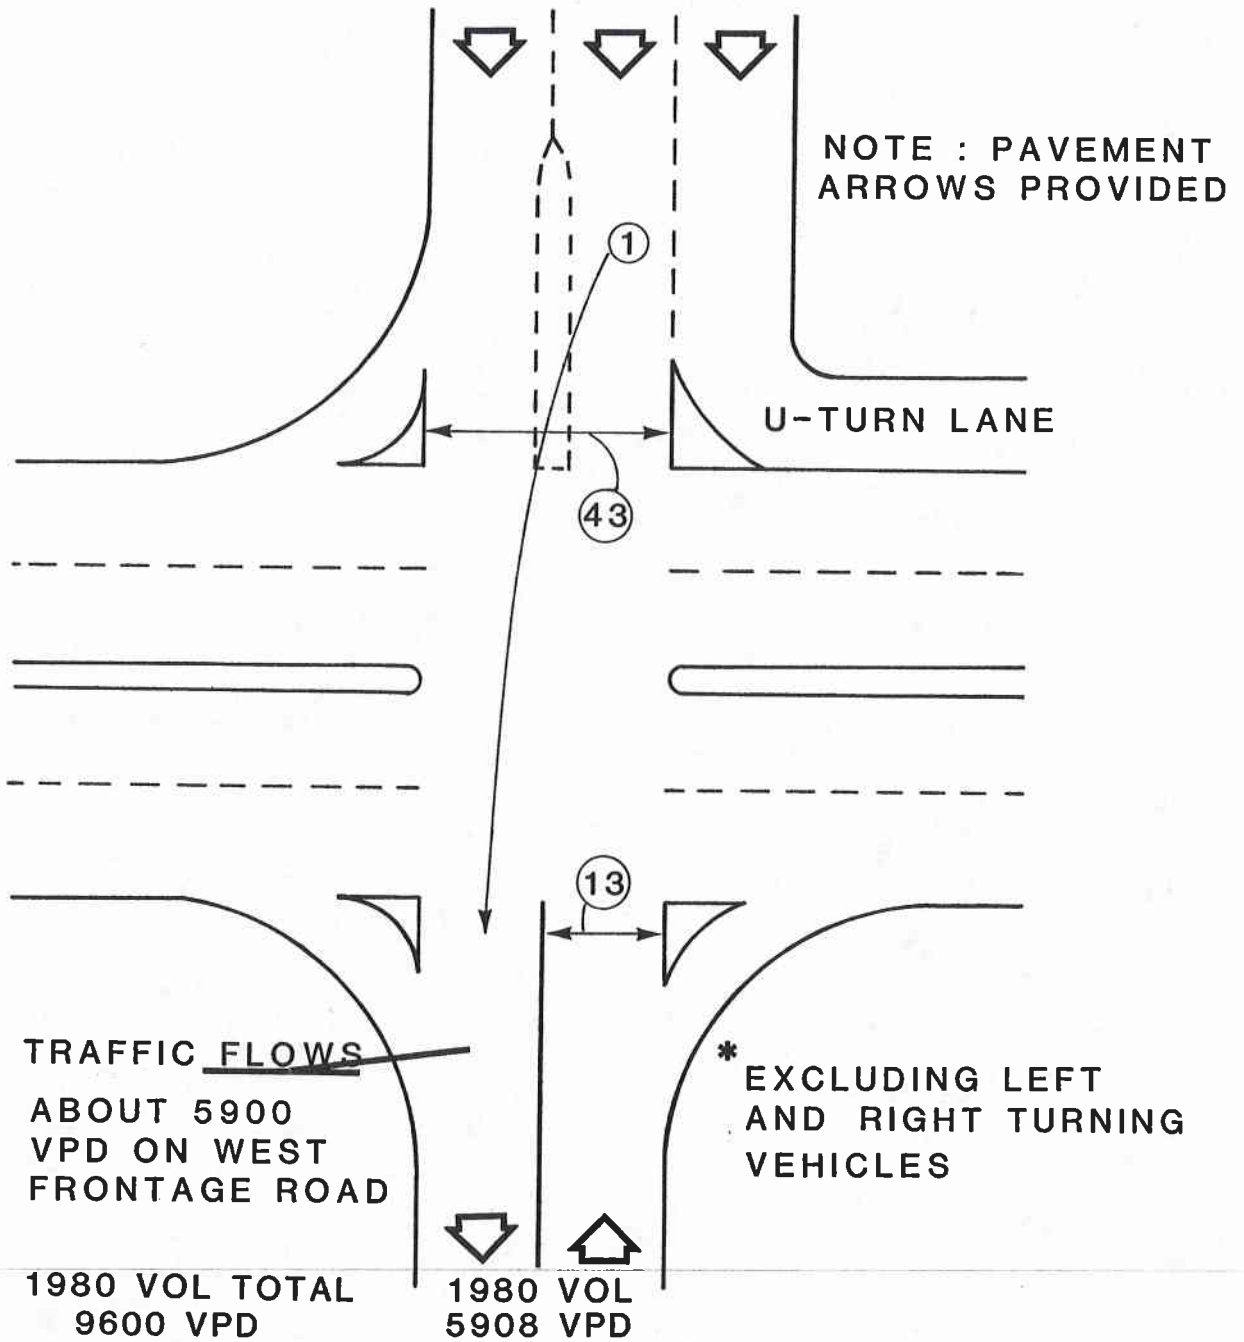 NOTE : PAVEMENT
ARROWS PROVIDED
1
U-TURN LANE
43
13
TRAFFIC FLOWS
ABOUT 5900
VPD ON WEST
FRONTAGE ROAD
*
EXCLUDING LEFT
AND RIGHT TURNING
VEHICLES
1980 VOL TOTAL
9600 VPD
1980 VOL
5908 VPD